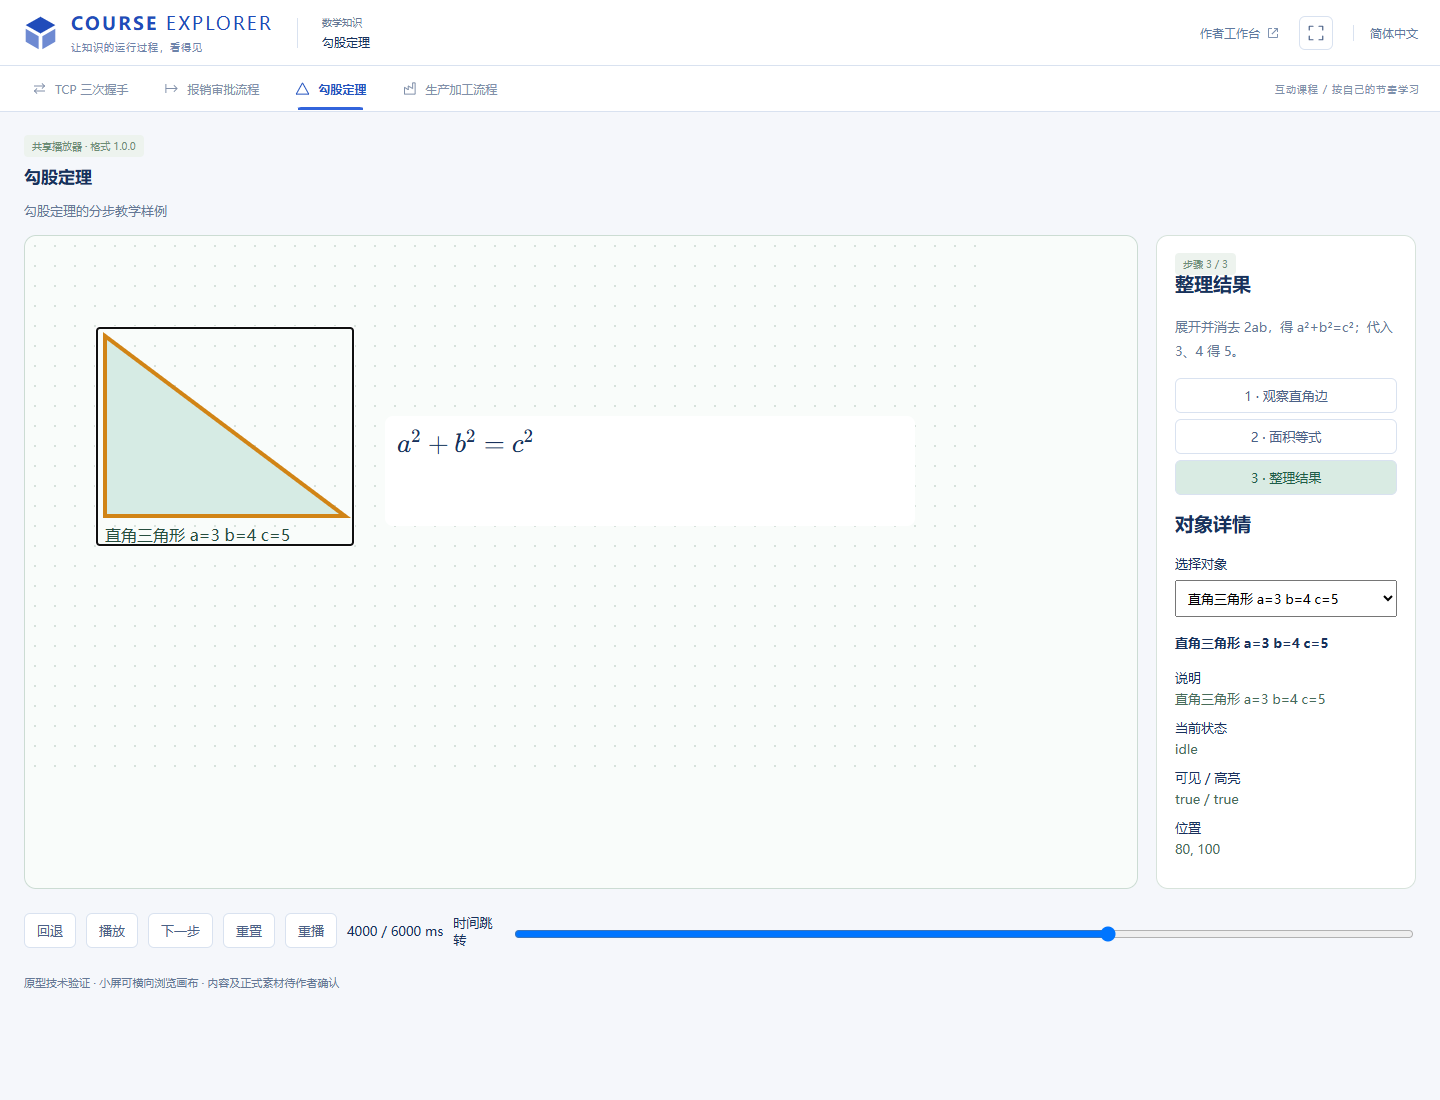 COURSE EXPLORER
让知识的运行过程，看得见
数学知识
勾股定理
作者工作台
简体中文
TCP 三次握手
报销审批流程
勾股定理
生产加工流程
互动课程 / 按自己的节奏学习
共享播放器 · 格式 1.0.0
勾股定理
勾股定理的分步教学样例
直角三角形 a=3 b=4 c=5
a² + b² = c²
步骤 3 / 3
整理结果
展开并消去 2ab，得 a²+b²=c²；代入
3、4 得 5。
1 · 观察直角边
2 · 面积等式
3 · 整理结果
对象详情
选择对象
直角三角形 a=3 b=4 c=5
直角三角形 a=3 b=4 c=5
说明
直角三角形 a=3 b=4 c=5
当前状态
idle
可见 / 高亮
true / true
位置
80, 100
回退
播放
下一步
重置
重播
4000 / 6000 ms
时间跳
转
原型技术验证 · 小屏可横向浏览画布 · 内容及正式素材待作者确认